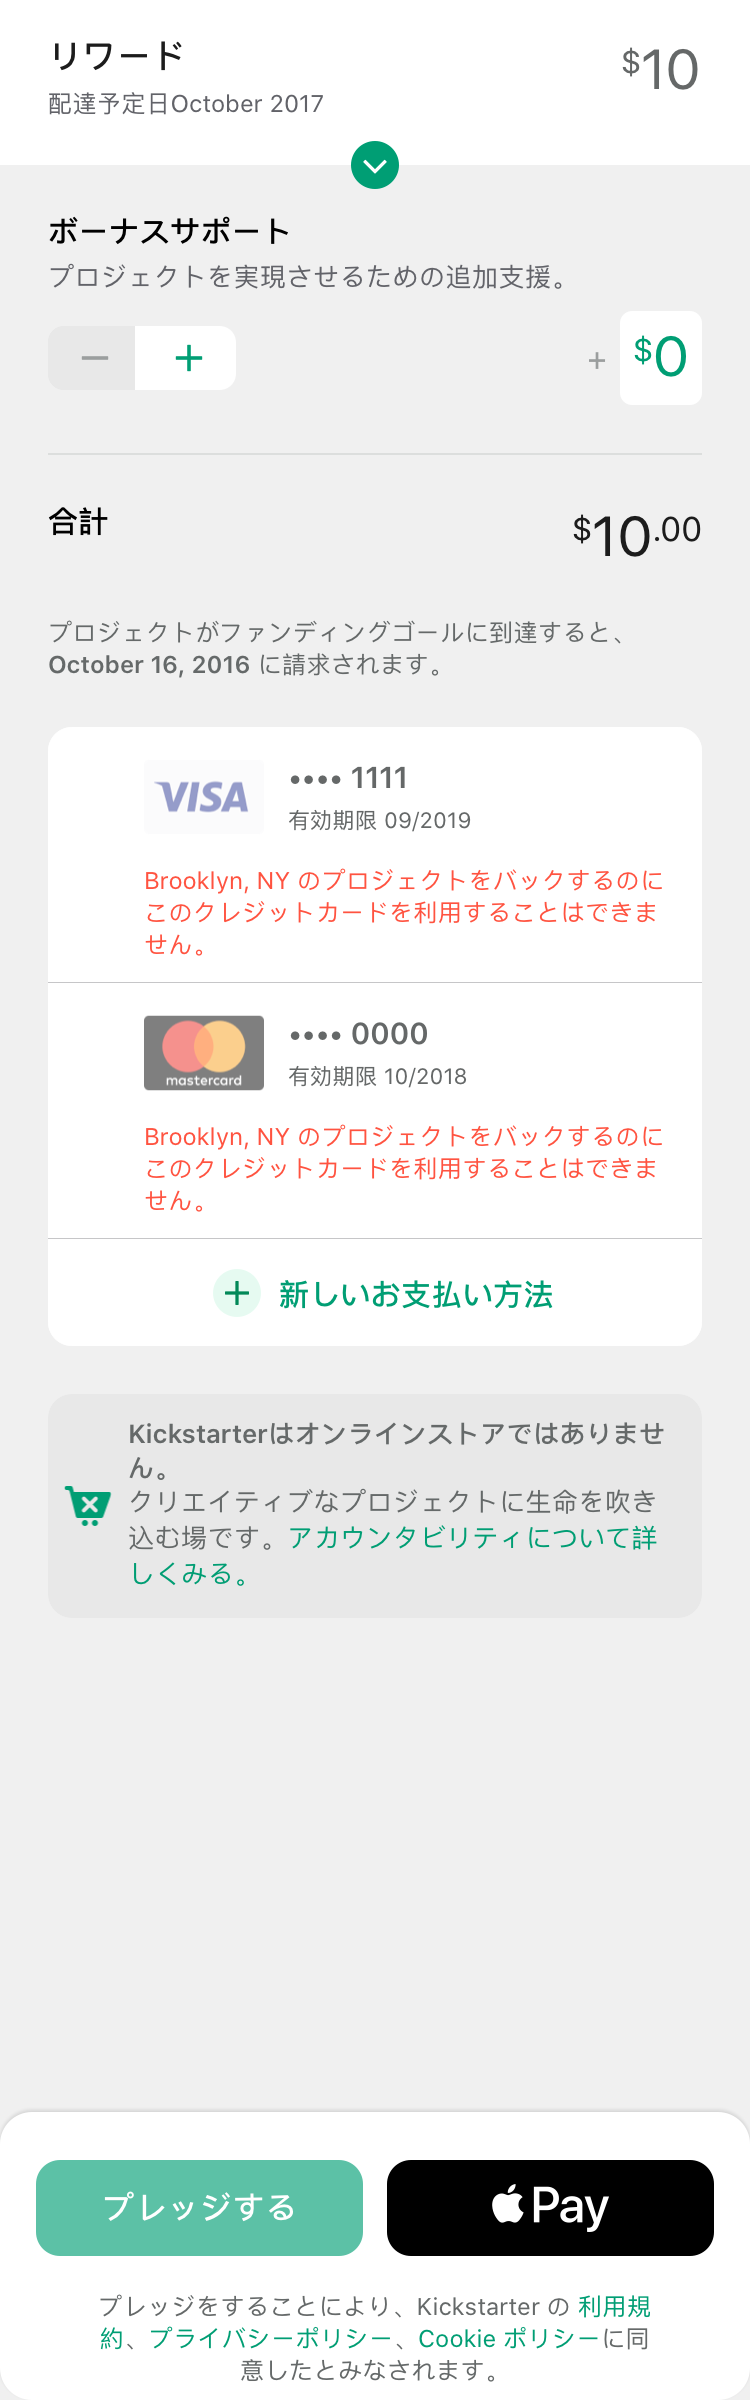 リワード
$10
配達予定日October 2017
ボーナスサポート
プロジェクトを実現させるための追加支援。
+ $0
合計
$10.00
プロジェクトがファンディングゴールに到達すると、
October 16, 2016 に請求されます。
VISA
•••• 1111
有効期限 09/2019
Brooklyn, NY のプロジェクトをバックするのに
このクレジットカードを利用することはできま
せん。
mastercard
•••• 0000
有効期限 10/2018
Brooklyn, NY のプロジェクトをバックするのに
このクレジットカードを利用することはできま
せん。
新しいお支払い方法
Kickstarterはオンラインストアではありませ
ん。
クリエイティブなプロジェクトに生命を吹き
込む場です。アカウンタビリティについて詳
しくみる。
プレッジする
Pay
プレッジをすることにより、Kickstarter の 利用規
約、プライバシーポリシー、Cookie ポリシーに同
意したとみなされます。